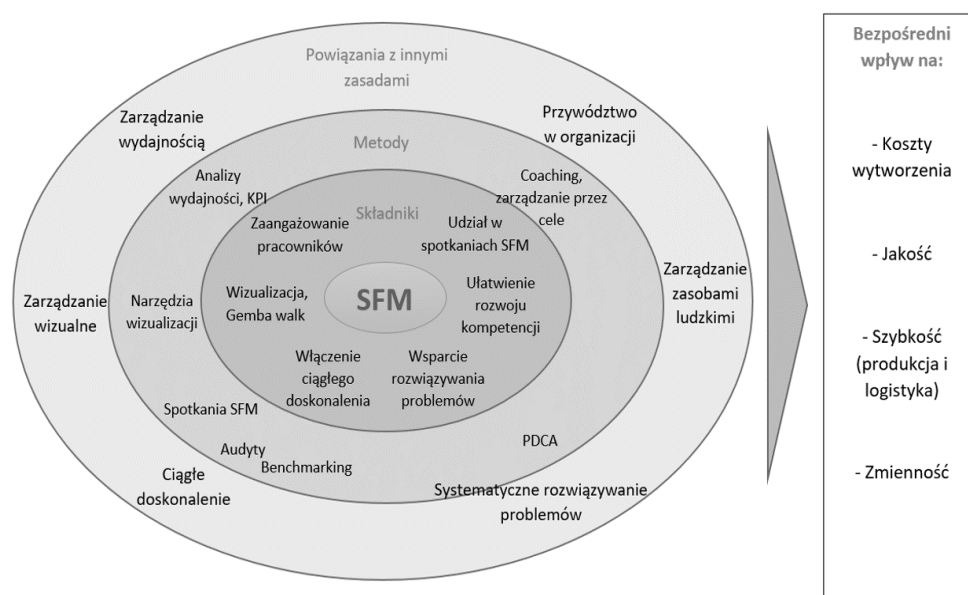 Powiązania z innymi
zasadami
Zarządzanie
wydajnością
Przywództwo
w organizacji
Metody
Analizy
wydajności, KPI
Coaching,
zarządzanie przez
cele
Składniki
Zaangażowanie
pracowników
Udział w
spotkaniach SFM
Zarządzanie
wizualne
Narzędzia
wizualizacji
Wizualizacja,
Gemba walk
SFM
Ułatwienie
rozwoju
kompetencji
Zarządzanie
zasobami
ludzkimi
Włączenie
ciągłego
doskonalenia
Wsparcie
rozwiązywania
problemów
Spotkania SFM
Audyty
Benchmarking
PDCA
Ciągłe
doskonalenie
Systematyczne rozwiązywanie
problemów
Bezpośredni
wpływ na:
- Koszty
wytworzenia
- Jakość
- Szybkość
(produkcja i
logistyka)
- Zmienność